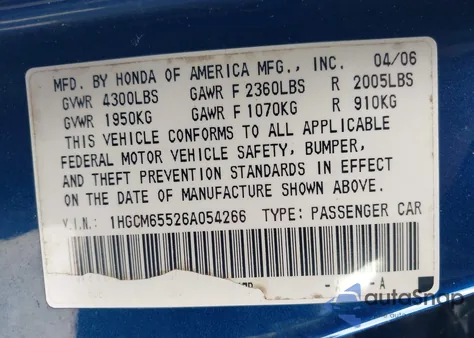 MFD. BY HONDA OF AMERICA MFG., INC. 04/06
GVWR 4300LBS GAWR F 2360LBS R 2005LBS
GVWR 1950KG GAWR F 1070KG R 910KG
THIS VEHICLE CONFORMS TO ALL APPLICABLE
FEDERAL MOTOR VEHICLE SAFETY, BUMPER,
AND THEFT PREVENTION STANDARDS IN EFFECT
ON THE DATE OF MANUFACTURE SHOWN ABOVE.
V.I.N.: 1HGCM65526A054266 TYPE: PASSENGER CAR
-A
autoSnap